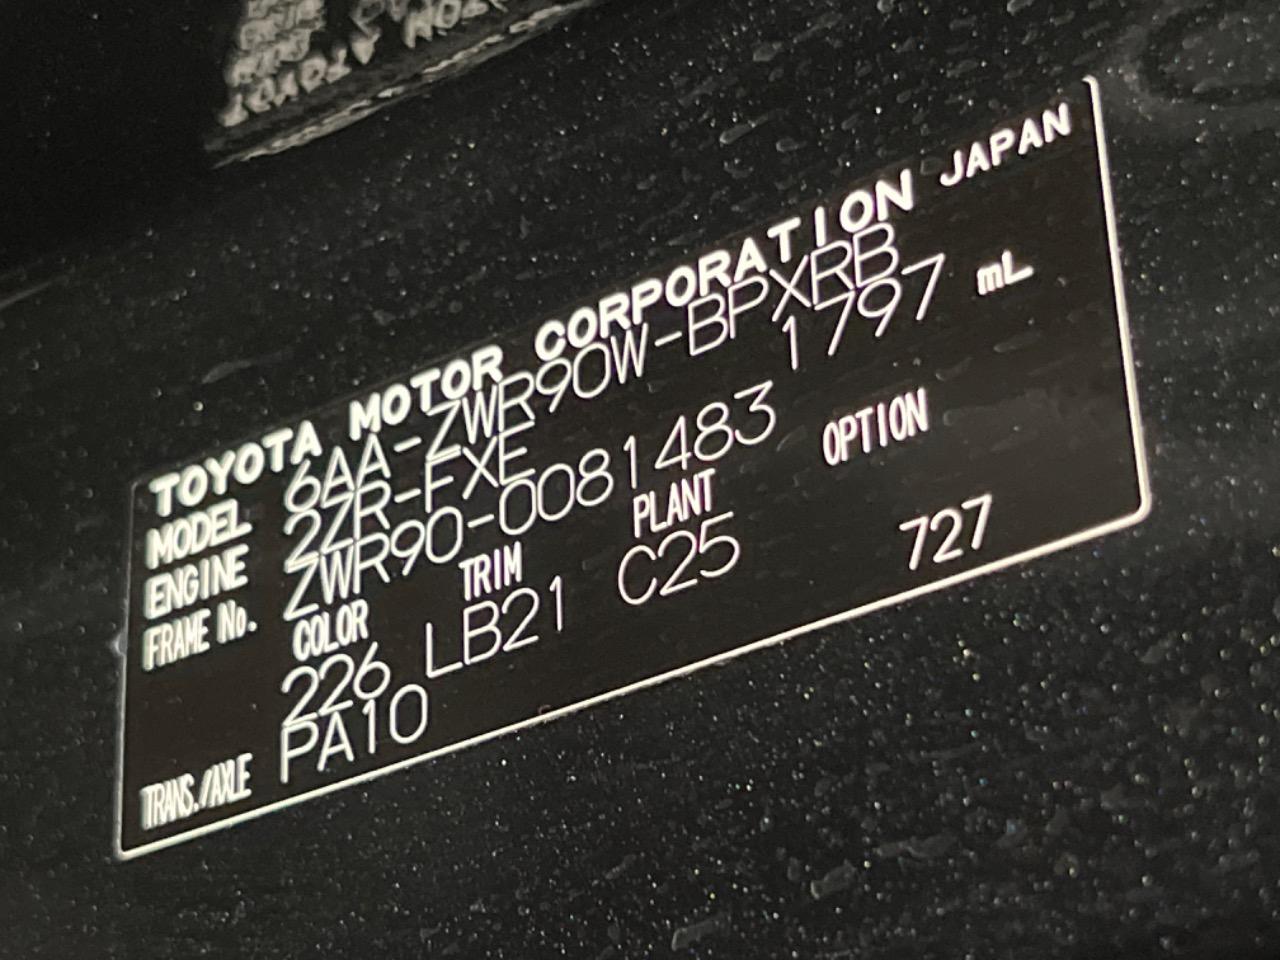 TOYOTA MOTOR CORPORATION JAPAN
MODEL 6AA-ZWR90W-BPXRB
ENGINE 2ZR-FXE 1797 mL
FRAME No. ZWR90-0081483
COLOR TRIM PLANT OPTION
226 LB21 C25 727
TRANS./AXLE PA10